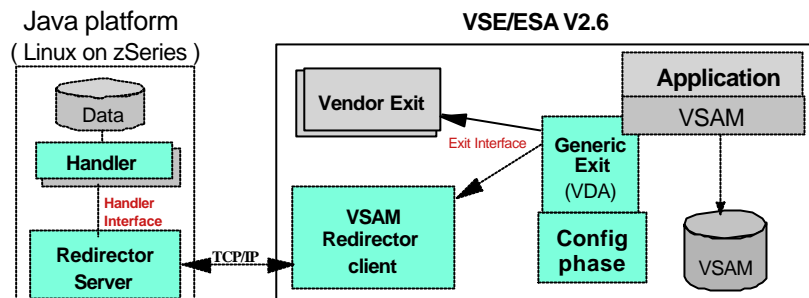 Java platform
( Linux on zSeries )
Data
Handler
Handler
Interface
Redirector
Server
TCP/IP
VSE/ESA V2.6
Vendor Exit
Exit Interface
VSAM
Redirector
client
Generic
Exit
(VDA)
Config
phase
Application
VSAM
VSAM